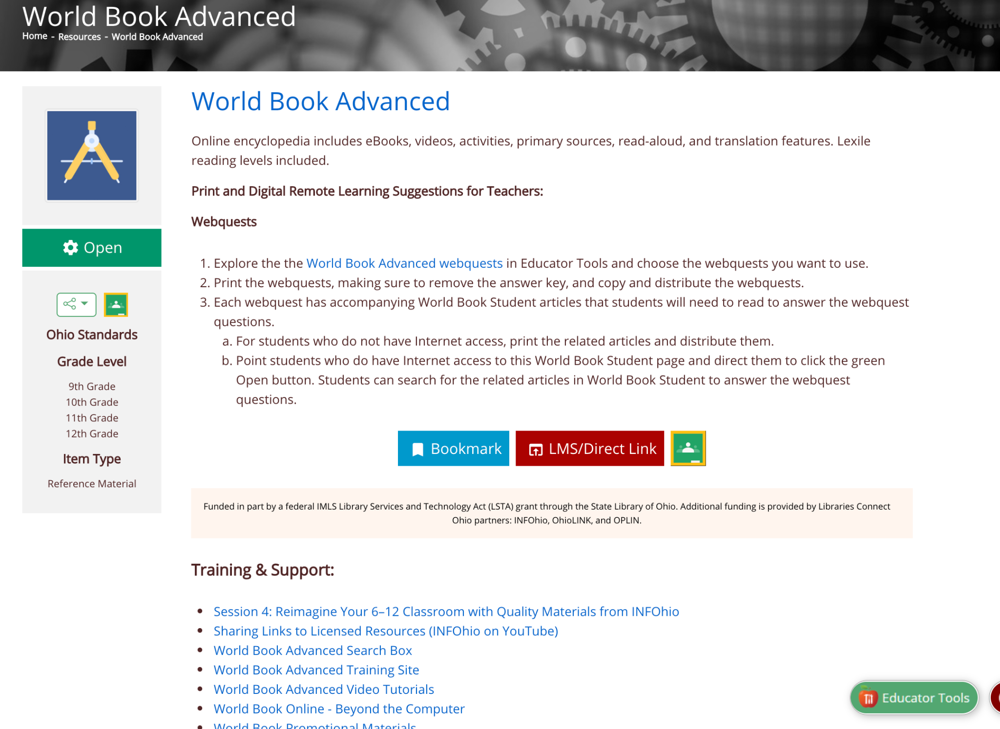 World Book Advanced
Home - Resources - World Book Advanced
Open
Ohio Standards
Grade Level
9th Grade
10th Grade
11th Grade
12th Grade
Item Type
Reference Material
World Book Advanced
Online encyclopedia includes eBooks, videos, activities, primary sources, read-aloud, and translation features. Lexile
reading levels included.
Print and Digital Remote Learning Suggestions for Teachers:
Webquests
1. Explore the the World Book Advanced webquests in Educator Tools and choose the webquests you want to use.
2. Print the webquests, making sure to remove the answer key, and copy and distribute the webquests.
3. Each webquest has accompanying World Book Student articles that students will need to read to answer the webquest
questions.
a. For students who do not have Internet access, print the related articles and distribute them.
b. Point students who do have Internet access to this World Book Student page and direct them to click the green
Open button. Students can search for the related articles in World Book Student to answer the webquest
questions.
Bookmark
LMS/Direct Link
Funded in part by a federal IMLS Library Services and Technology Act (LSTA) grant through the State Library of Ohio. Additional funding is provided by Libraries Connect
Ohio partners: INFOhio, OhioLINK, and OPLIN.
Training & Support:
• Session 4: Reimagine Your 6–12 Classroom with Quality Materials from INFOhio
• Sharing Links to Licensed Resources (INFOhio on YouTube)
• World Book Advanced Search Box
• World Book Advanced Training Site
• World Book Advanced Video Tutorials
• World Book Online - Beyond the Computer
• World Book Promotional Materials
Educator Tools